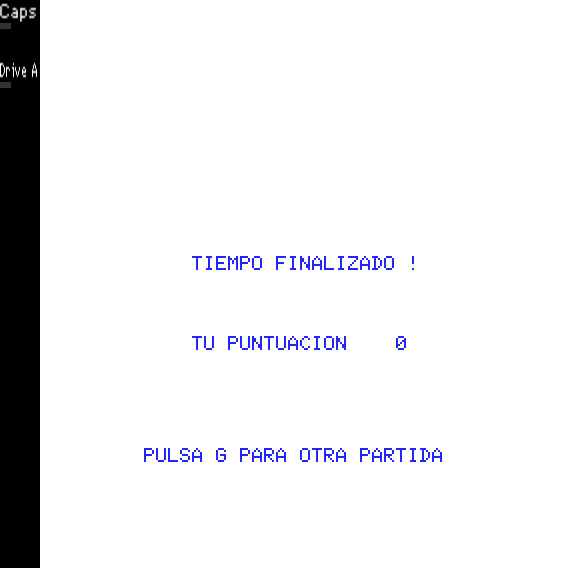 Caps
Drive A
TIEMPO FINALIZADO !
TU PUNTUACION 0
PULSA G PARA OTRA PARTIDA